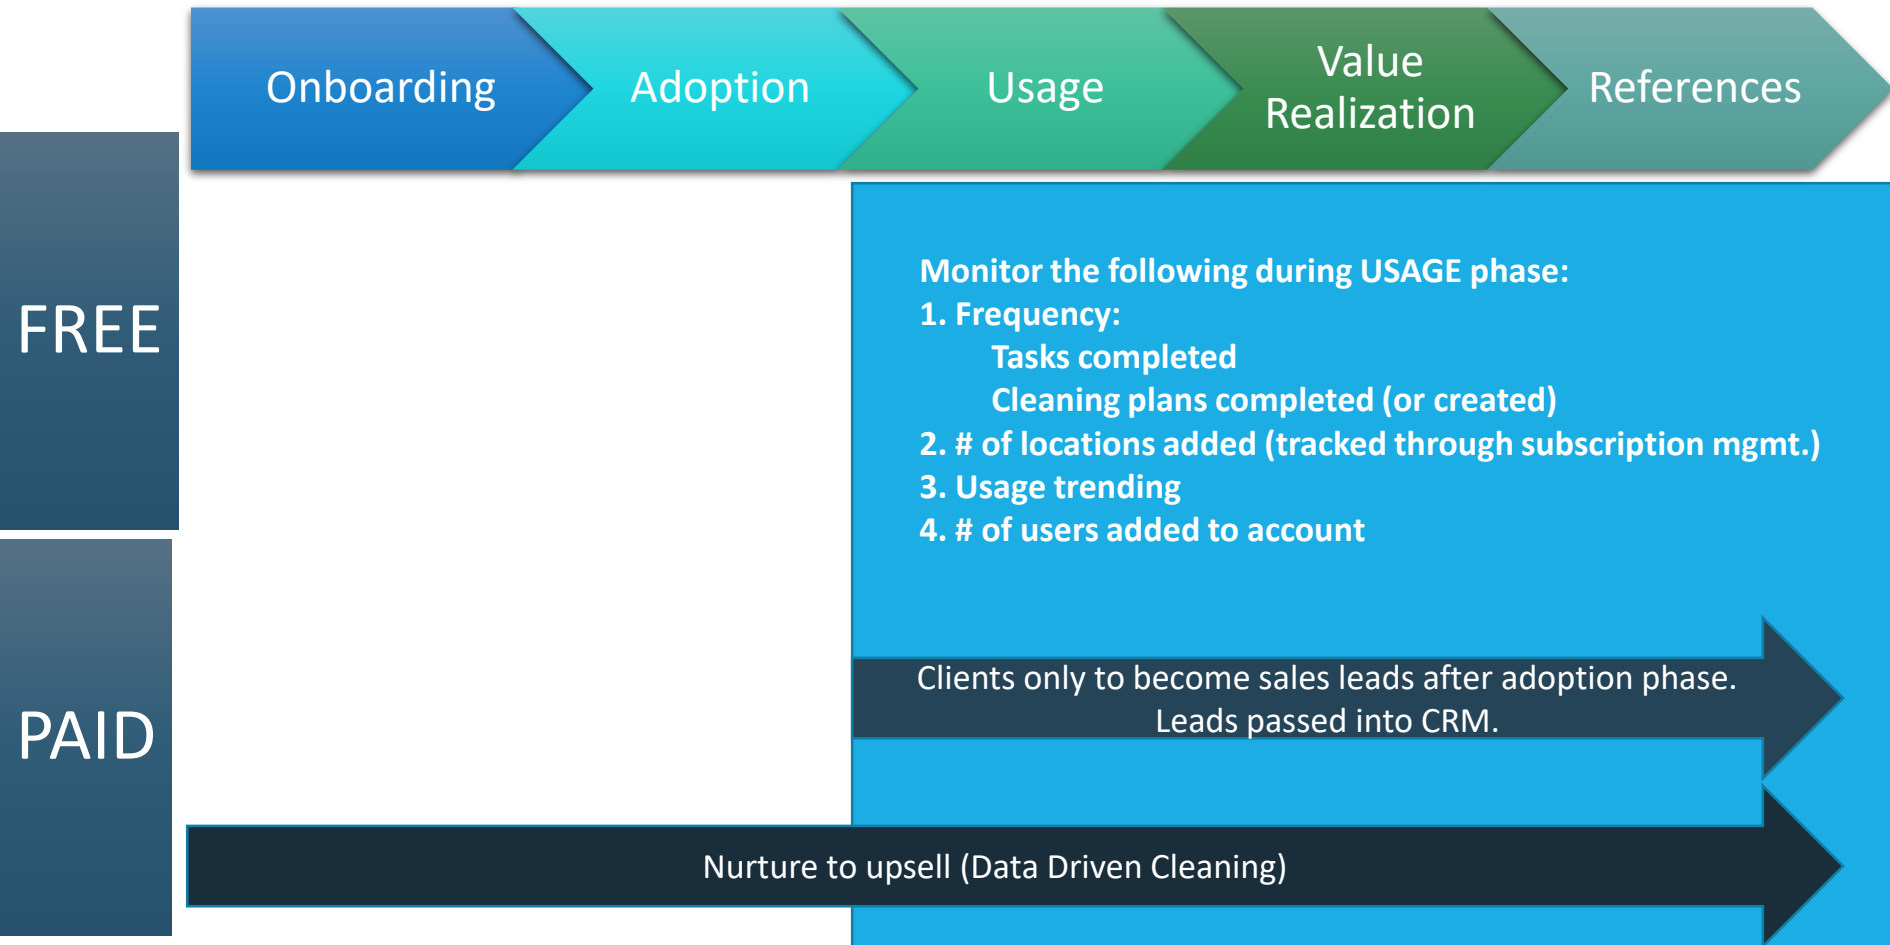 Onboarding
Adoption
Usage
Value
Realization
References
FREE
Monitor the following during USAGE phase:
1. Frequency:
Tasks completed
Cleaning plans completed (or created)
2. # of locations added (tracked through subscription mgmt.)
3. Usage trending
4. # of users added to account
PAID
Clients only to become sales leads after adoption phase.
Leads passed into CRM.
Nurture to upsell (Data Driven Cleaning)